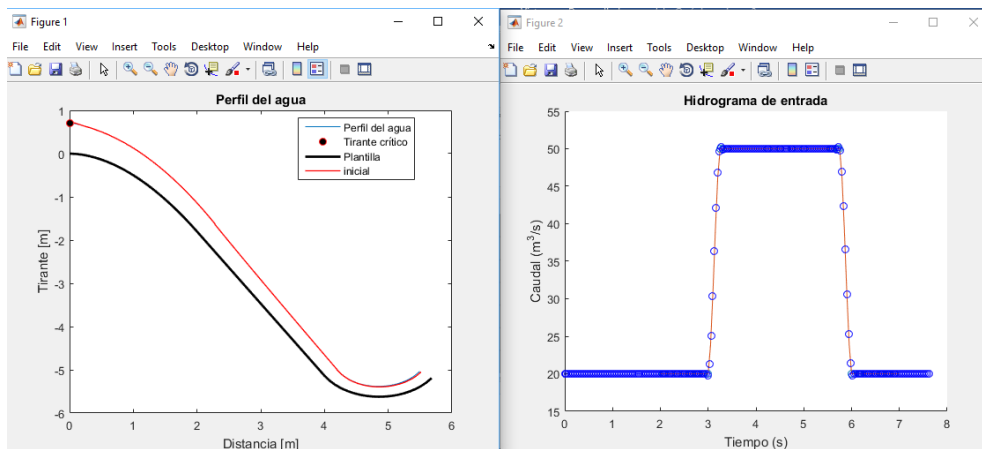 Figure 1
File Edit View Insert Tools Desktop Window Help
Perfil del agua
1
0
-1
-2
-3
-4
-5
-6
Tirante [m]
Perfil del agua
Tirante crítico
Plantilla
inicial
0 1 2 3 4 5 6
Distancia [m]
Figure 2
File Edit View Insert Tools Desktop Window Help
Hidrograma de entrada
55
50
45
40
35
30
25
20
15
Caudal (m³/s)
0 1 2 3 4 5 6 7 8
Tiempo (s)